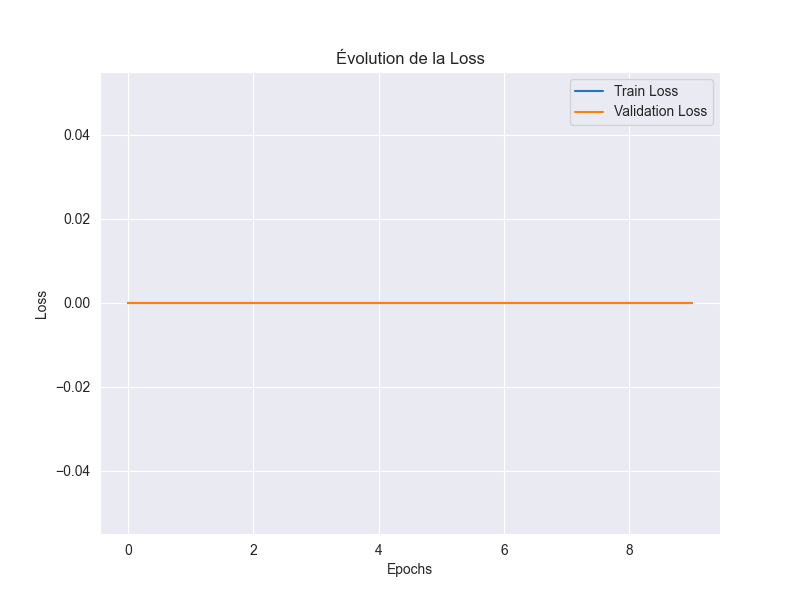 Évolution de la Loss
Train Loss
Validation Loss
0.04
0.02
0.00
−0.02
−0.04
Loss
0 2 4 6 8
Epochs